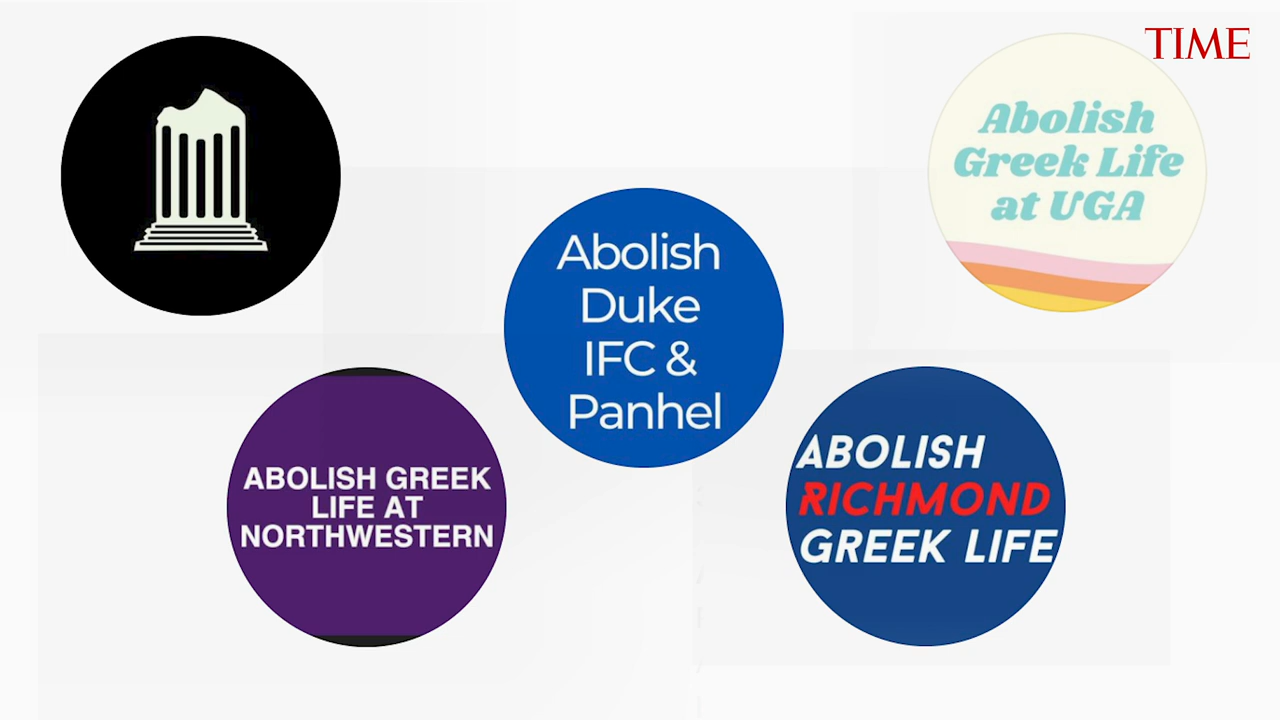 TIME
Abolish
Greek Life
at UGA
Abolish
Duke
IFC &
Panhel
ABOLISH GREEK
LIFE AT
NORTHWESTERN
ABOLISH
RICHMOND
GREEK LIFE